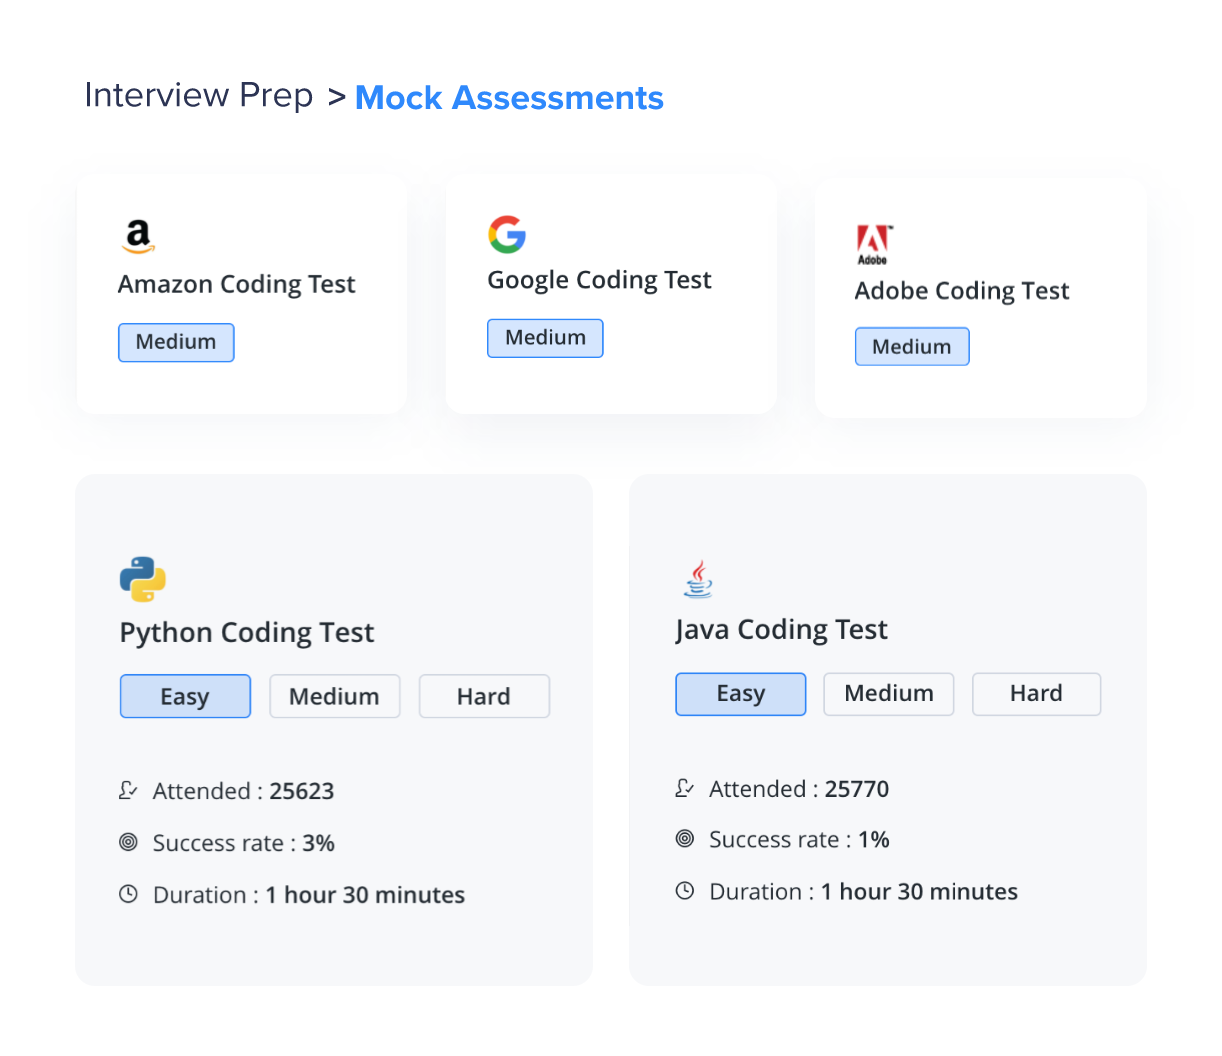 Interview Prep > Mock Assessments
a
Amazon Coding Test
Medium
G
Google Coding Test
Medium
Adobe
Adobe Coding Test
Medium
Python Coding Test
Easy Medium Hard
Attended : 25623
Success rate : 3%
Duration : 1 hour 30 minutes
Java Coding Test
Easy Medium Hard
Attended : 25770
Success rate : 1%
Duration : 1 hour 30 minutes